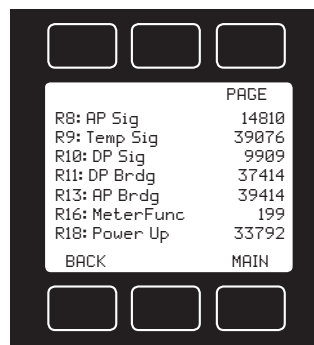 PAGE
R8: AP Sig 14810
R9: Temp Sig 39076
R10: DP Sig 9909
R11: DP Brdg 37414
R13: AP Brdg 39414
R16: MeterFunc 199
R18: Power Up 33792
BACK MAIN